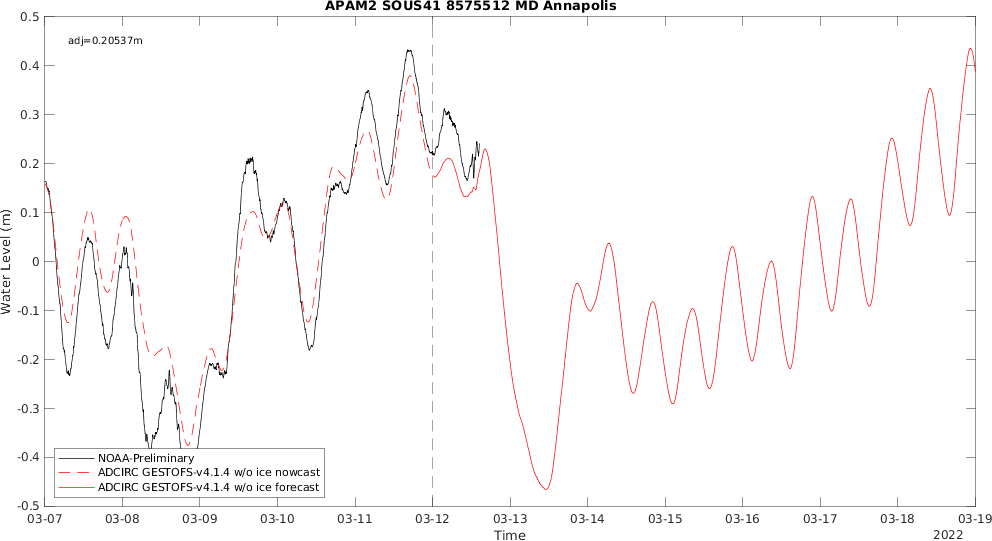 APAM2 SOUS41 8575512 MD Annapolis
adj=0.20537m
Water Level (m)
0.5
0.4
0.3
0.2
0.1
0
-0.1
-0.2
-0.3
-0.4
-0.5
NOAA-Preliminary
ADCIRC GESTOFS-v4.1.4 w/o ice nowcast
ADCIRC GESTOFS-v4.1.4 w/o ice forecast
03-07 03-08 03-09 03-10 03-11 03-12 03-13 03-14 03-15 03-16 03-17 03-18 03-19
Time
2022